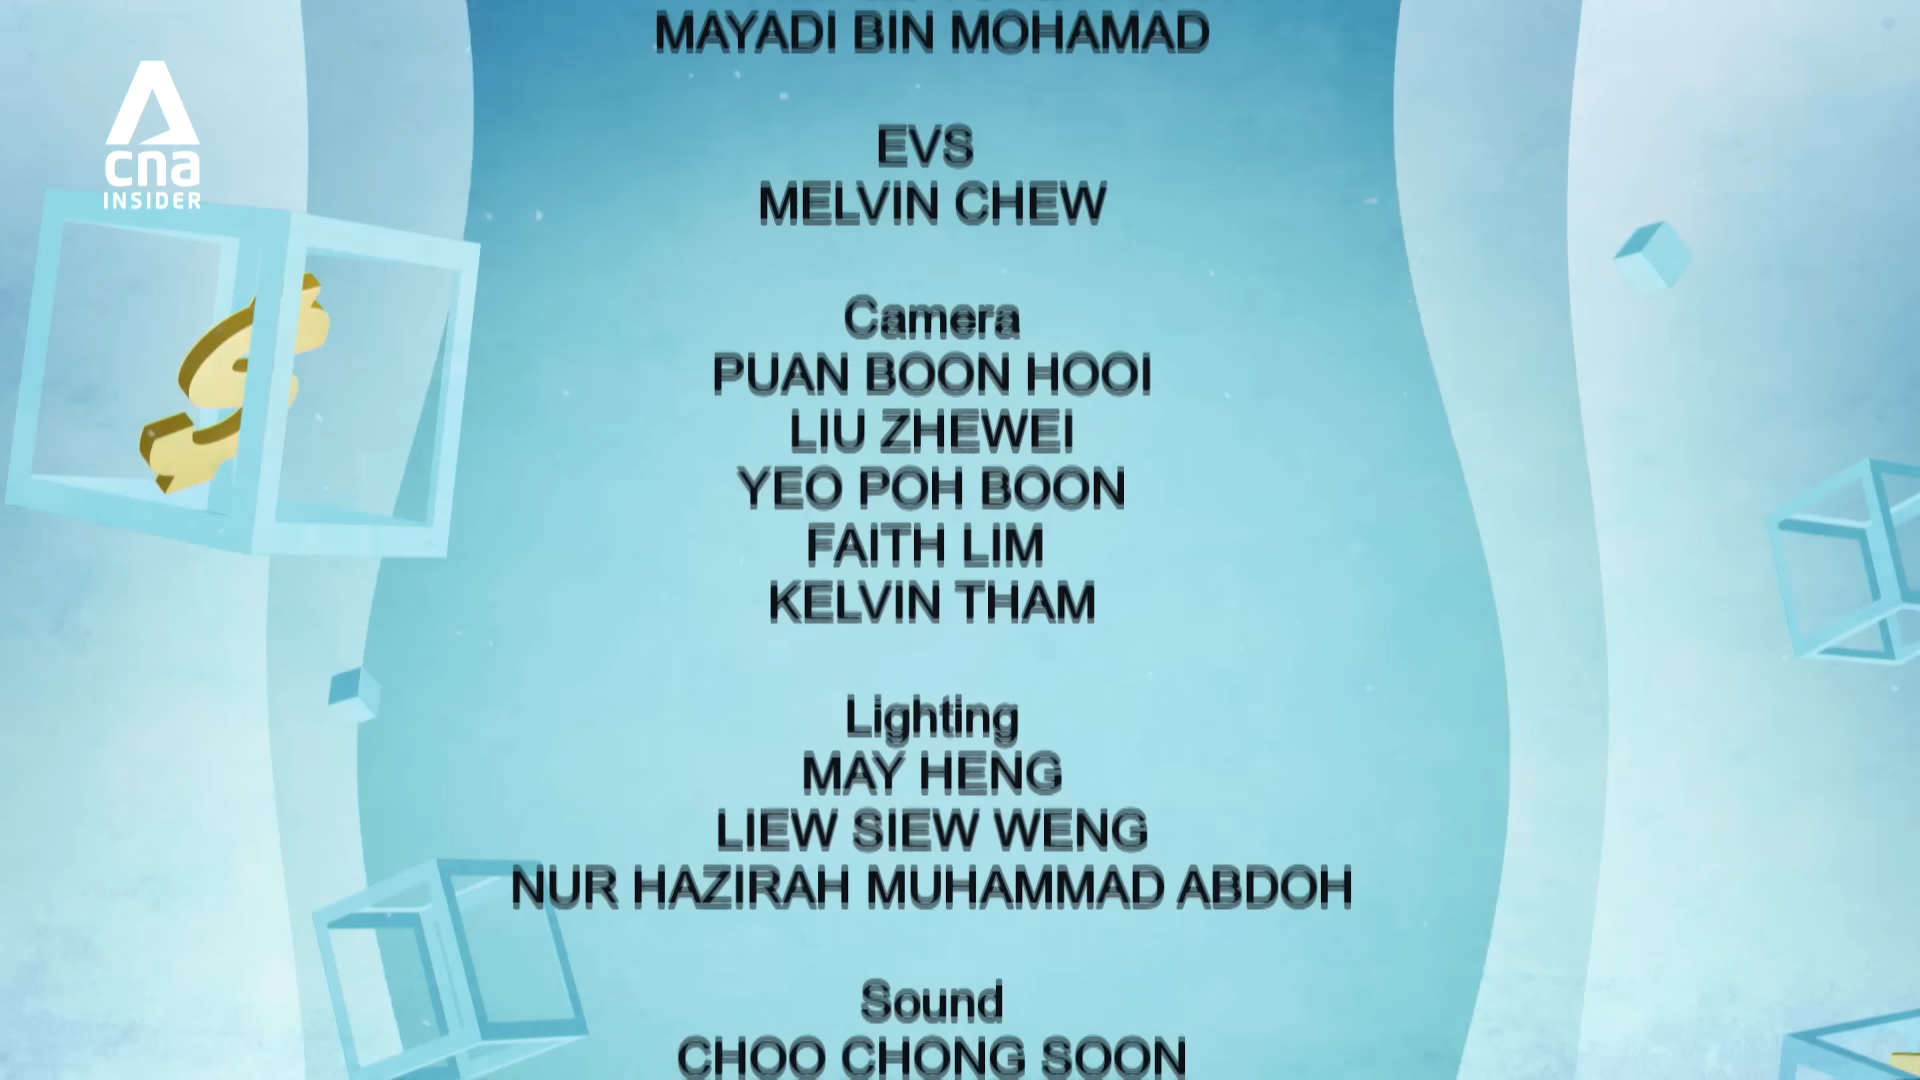 MAYADI BIN MOHAMAD
cna
INSIDER
EVS
MELVIN CHEW
Camera
PUAN BOON HOOI
LIU ZHEWEI
YEO POH BOON
FAITH LIM
KELVIN THAM
Lighting
MAY HENG
LIEW SIEW WENG
NUR HAZIRAH MUHAMMAD ABDOH
Sound
CHOO CHONG SOON